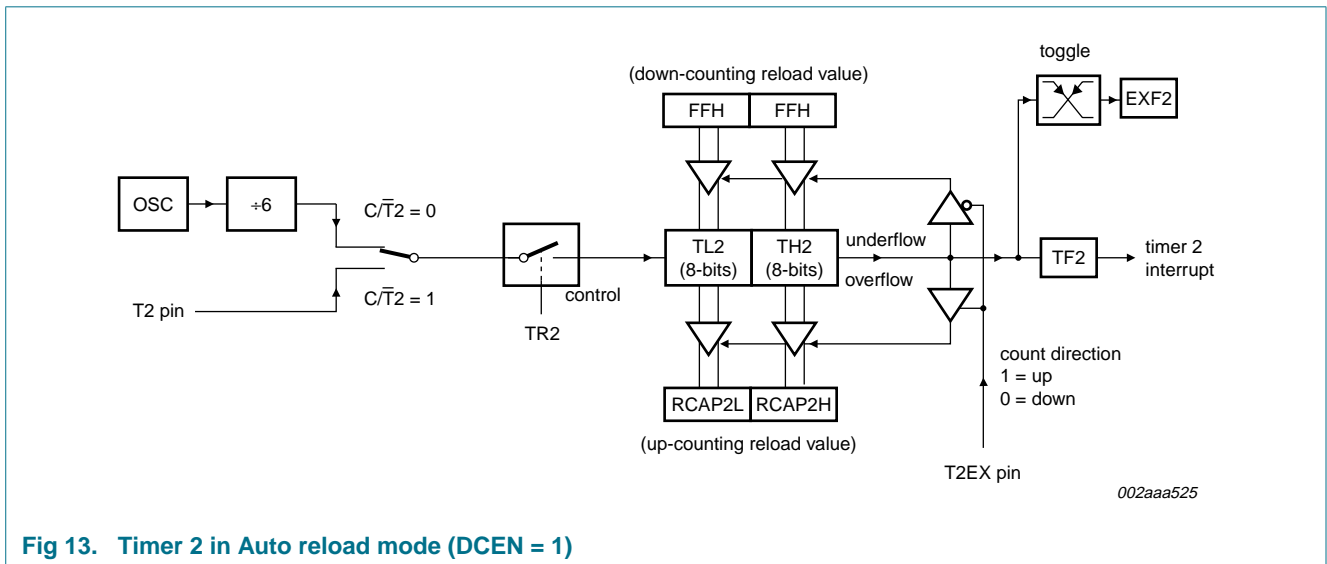 toggle
(down-counting reload value)
FFH FFH
EXF2
OSC
÷6
C/T̅2 = 0
TL2
(8-bits)
TH2
(8-bits)
underflow
overflow
TF2
timer 2
interrupt
C/T̅2 = 1
T2 pin
control
TR2
count direction
1 = up
0 = down
RCAP2L RCAP2H
(up-counting reload value)
T2EX pin
002aaa525
Fig 13. Timer 2 in Auto reload mode (DCEN = 1)